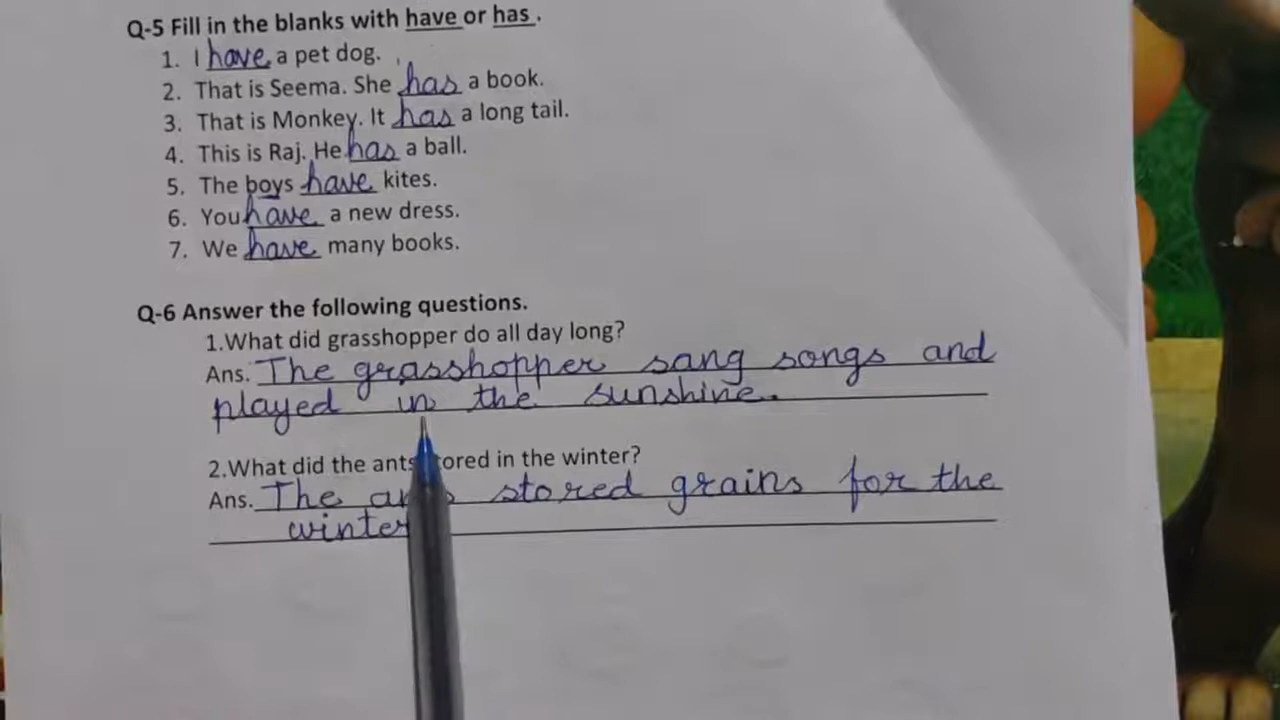 Q-5 Fill in the blanks with have or has .
1. I have a pet dog.
2. That is Seema. She has a book.
3. That is Monkey. It has a long tail.
4. This is Raj. He has a ball.
5. The boys have kites.
6. You have a new dress.
7. We have many books.
Q-6 Answer the following questions.
1.What did grasshopper do all day long?
Ans. The grasshopper sang songs and
played in the sunshine.
2.What did the ants in the winter?
Ans. The stored grains for the
winter